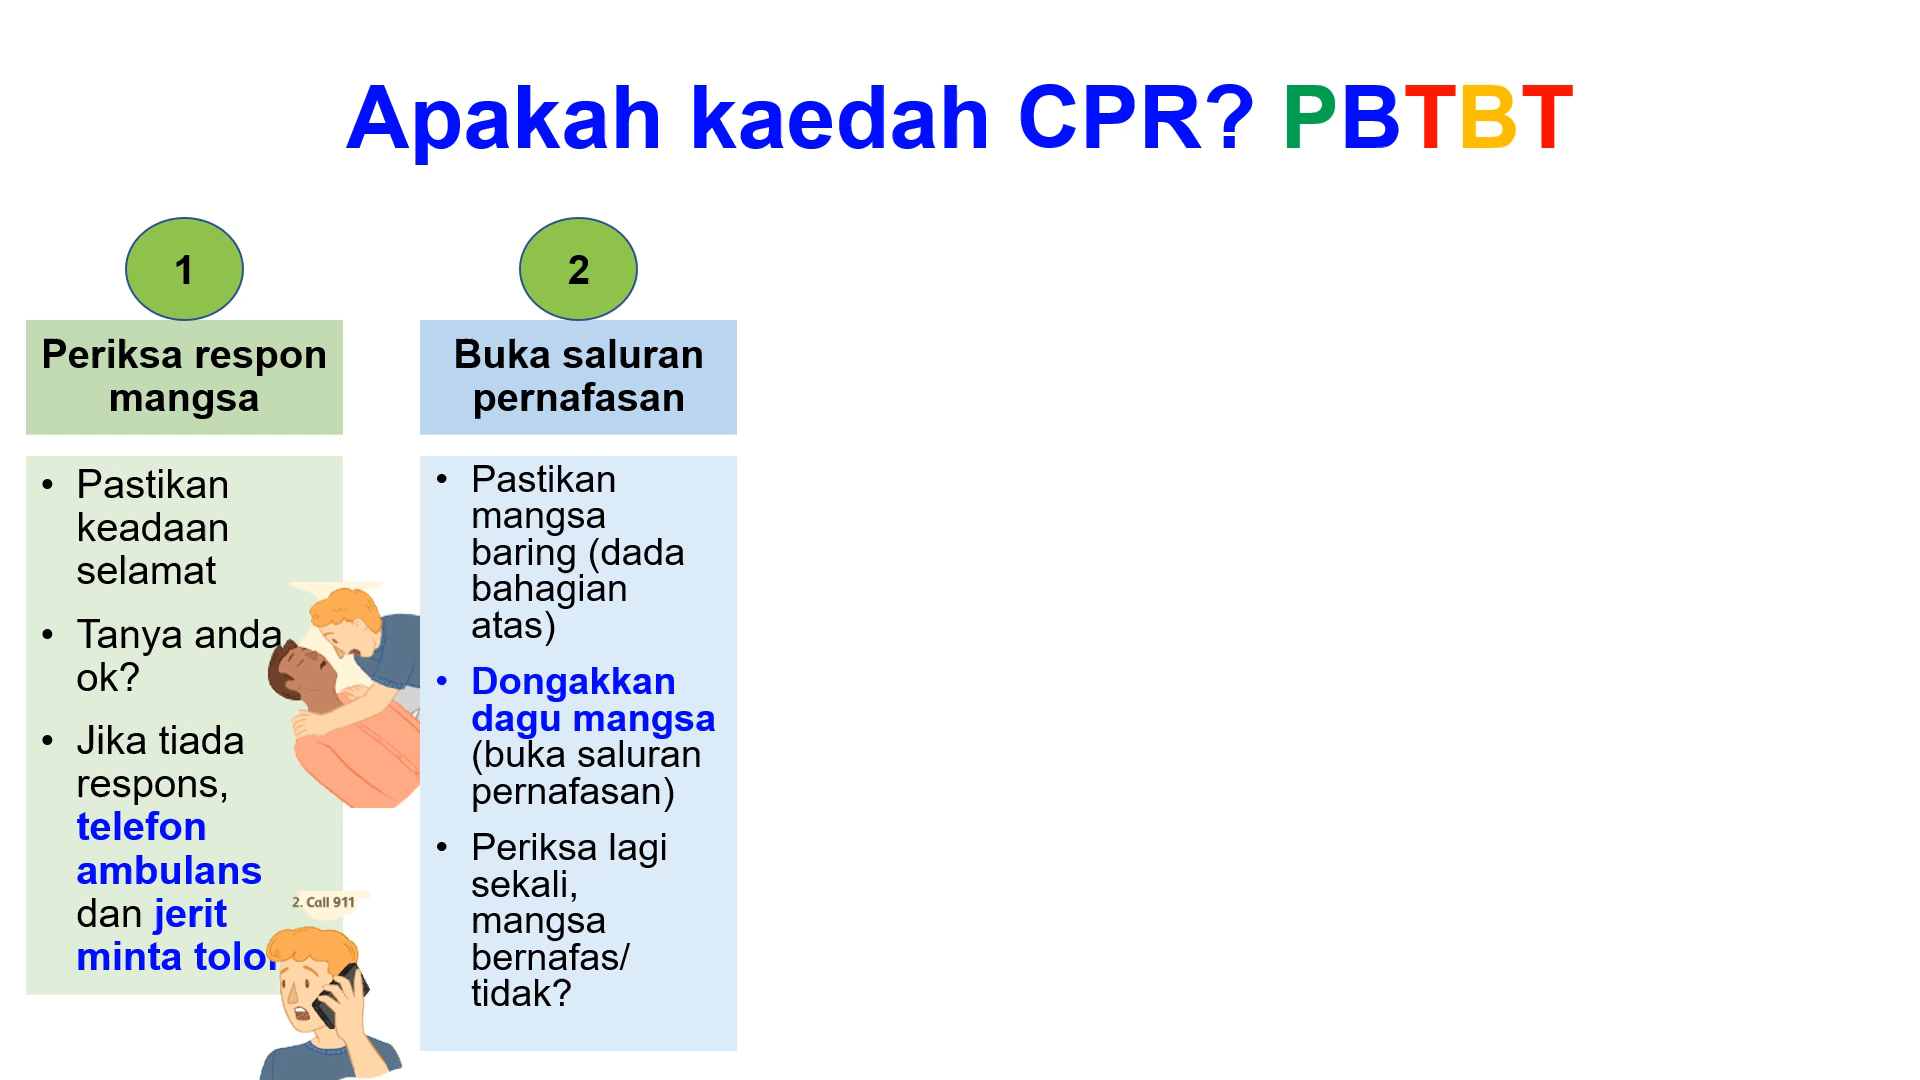 Apakah kaedah CPR? PBTBT
1
Periksa respon
mangsa
• Pastikan
keadaan
selamat
• Tanya anda
ok?
• Jika tiada
respons,
telefon
ambulans
dan jerit
minta
2. Call 911
2
Buka saluran
pernafasan
• Pastikan
mangsa
baring (dada
bahagian
atas)
• Dongakkan
dagu mangsa
(buka saluran
pernafasan)
• Periksa lagi
sekali,
mangsa
bernafas/
tidak?